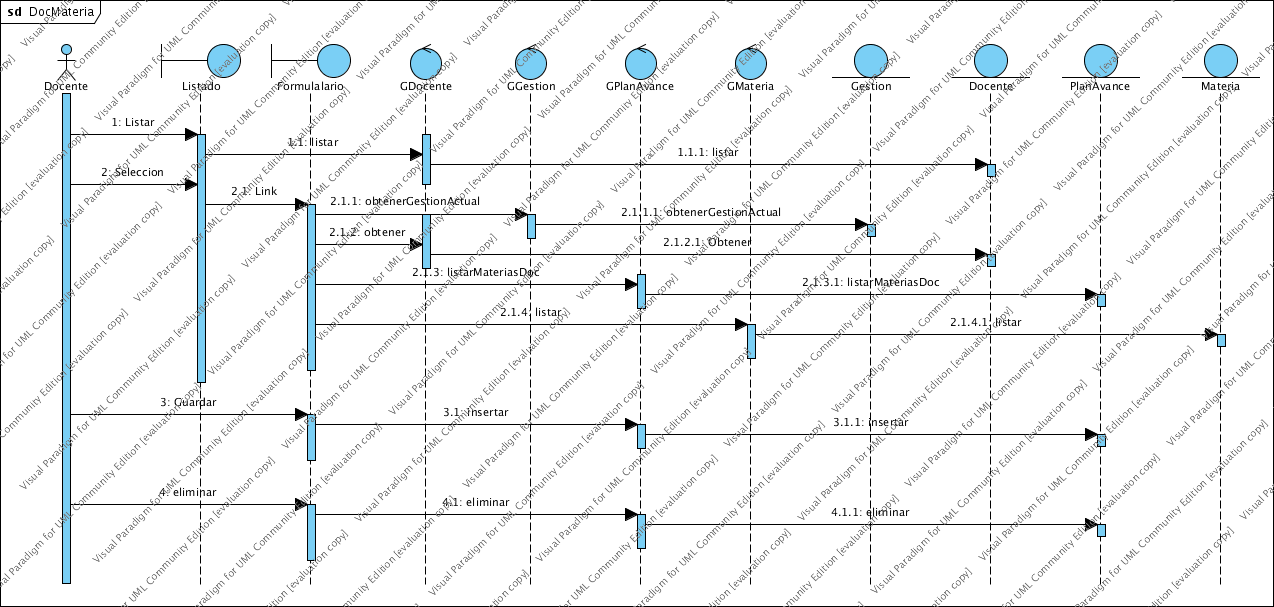 sd DocMateria
Docente
Listado
Formulalario
GDocente
GGestion
GPlanAvance
GMateria
Gestion
Docente
PlanAvance
Materia
1: Listar
1.1: listar
1.1.1: listar
2: Seleccion
2.1: Link
2.1.1: obtenerGestionActual
2.1.1.1: obtenerGestionActual
2.1.2: obtener
2.1.2.1: Obtener
2.1.3: listarMateriasDoc
2.1.3.1: listarMateriasDoc
2.1.4: listar
2.1.4.1: listar
3: Guardar
3.1: insertar
3.1.1: insertar
4: eliminar
4.1: eliminar
4.1.1: eliminar
Visual Paradigm for UML Community Edition [evaluation copy]